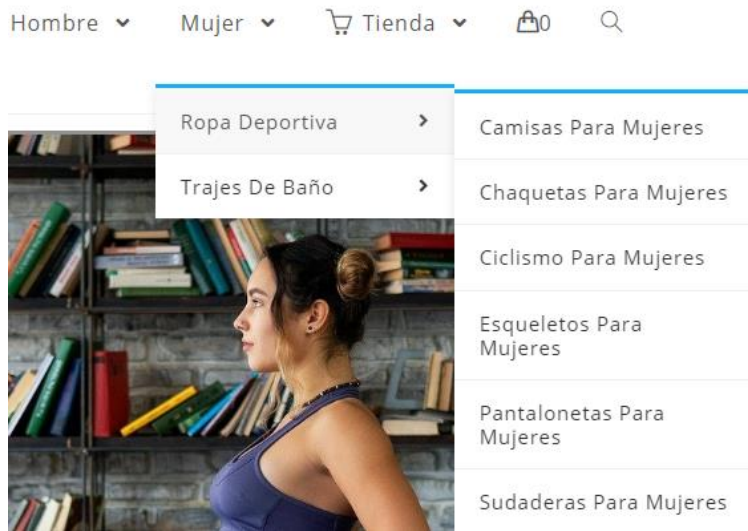 Hombre
Mujer
Tienda
0
Ropa Deportiva
Trajes De Baño
Camisas Para Mujeres
Chaquetas Para Mujeres
Ciclismo Para Mujeres
Esqueletos Para
Mujeres
Pantalonetas Para
Mujeres
Sudaderas Para Mujeres